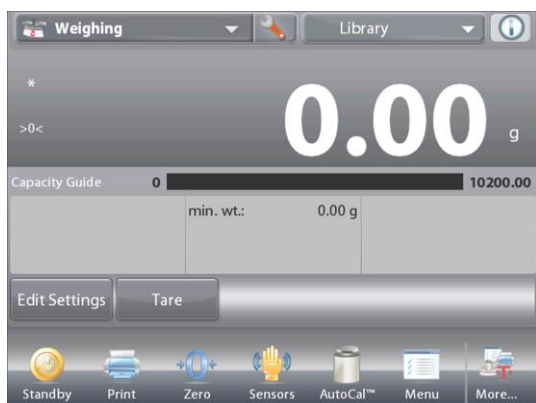 Weighing Library
*
>0<
0.00 g
Capacity Guide 0 10200.00
min. wt.: 0.00 g
Edit Settings Tare
Standby Print Zero Sensors AutoCal™ Menu More...